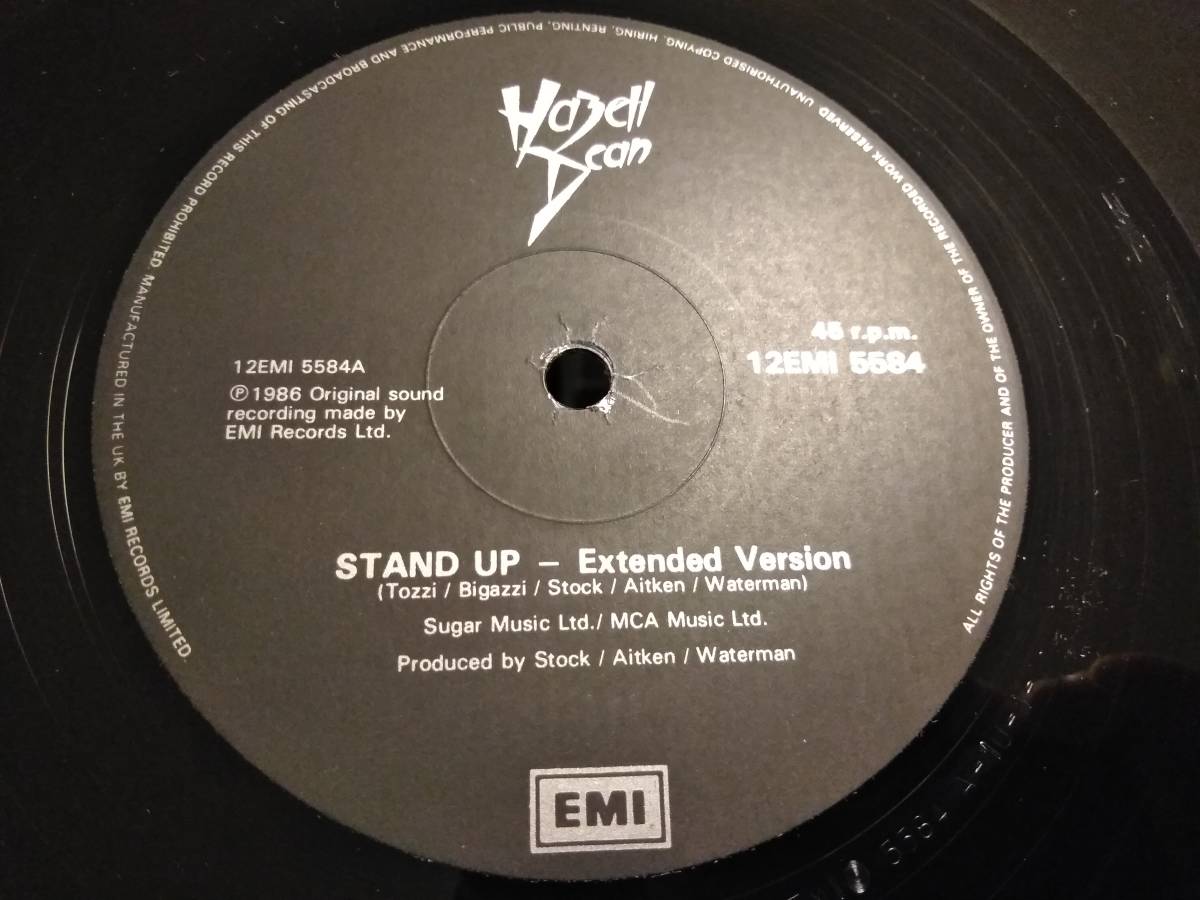 Hazell
Dean
45 r.p.m.
12EMI 5584
12EMI 5584A
Ⓟ1986 Original sound
recording made by
EMI Records Ltd.
STAND UP – Extended Version
(Tozzi / Bigazzi / Stock / Aitken / Waterman)
Sugar Music Ltd./ MCA Music Ltd.
Produced by Stock / Aitken / Waterman
EMI
ALL RIGHTS OF THE PRODUCER AND OF THE OWNER OF THE RECORDED WORK RESERVED. UNAUTHORISED COPYING, HIRING, RENTING, PUBLIC PERFORMANCE AND BROADCASTING OF THIS RECORD PROHIBITED. MANUFACTURED IN THE UK BY EMI RECORDS LIMITED.